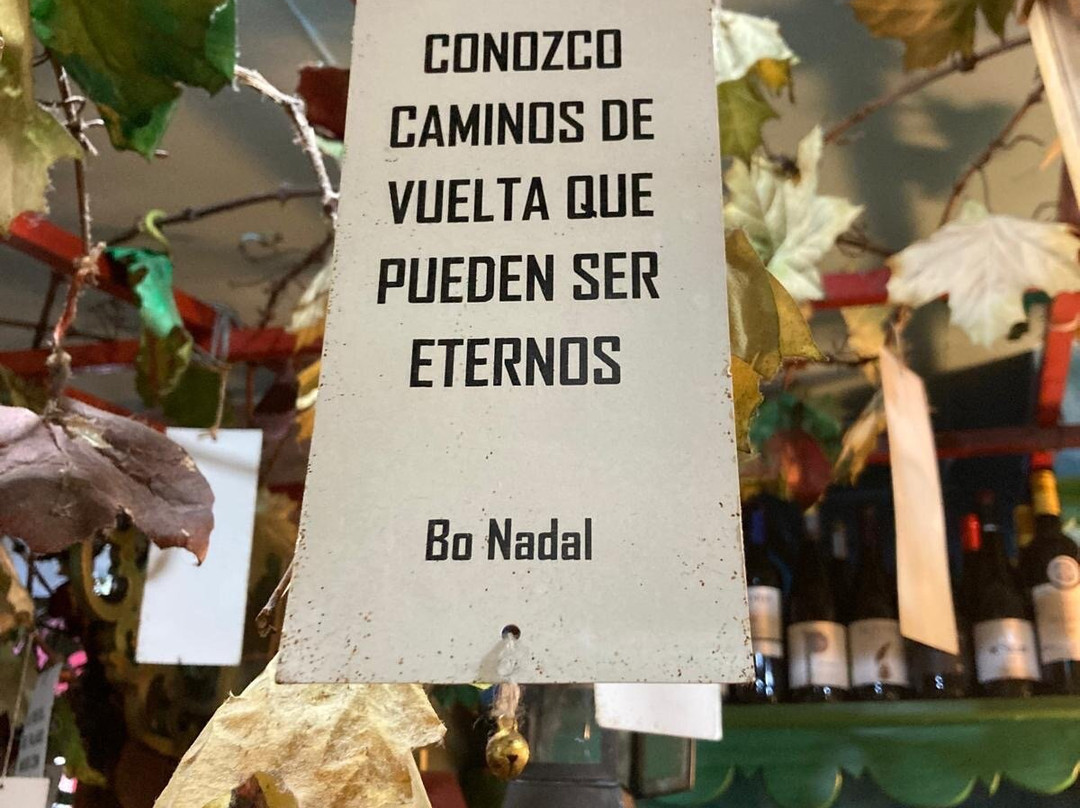 CONOZCO
CAMINOS DE
VUELTA QUE
PUEDEN SER
ETERNOS
Bo Nadal